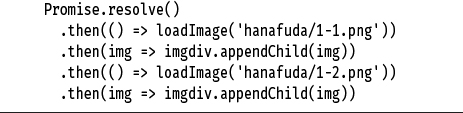 Promise.resolve()
.then(() => loadImage('hanafuda/1-1.png'))
.then(img => imgdiv.appendChild(img))
.then(() => loadImage('hanafuda/1-2.png'))
.then(img => imgdiv.appendChild(img))